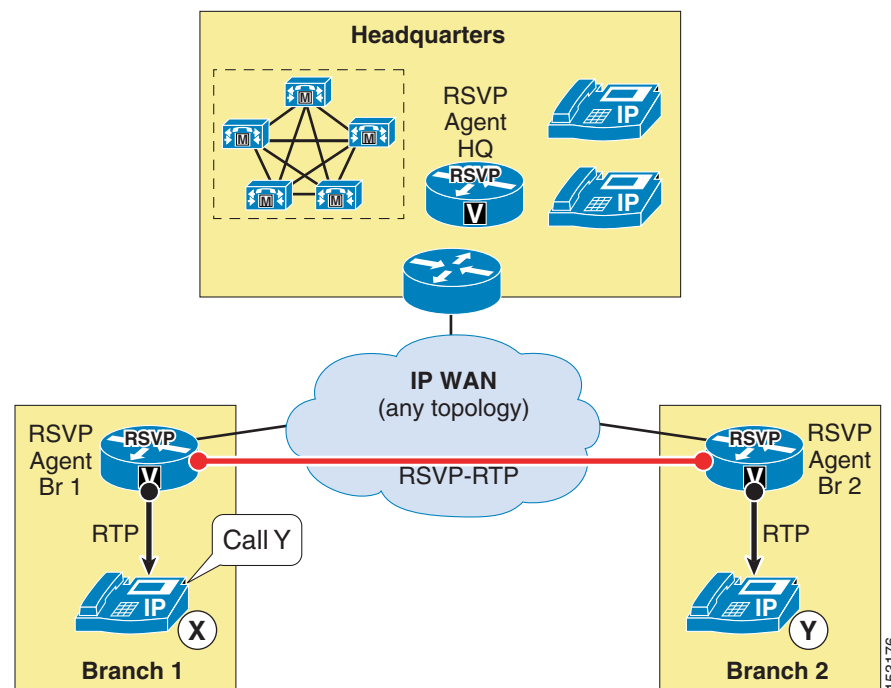 Headquarters
M
M
M
M
M
RSVP
Agent
HQ
RSVP
V
IP
IP
IP WAN
(any topology)
RSVP
Agent
Br 1
RSVP
V
RSVP-RTP
RSVP
V
RSVP
Agent
Br 2
RTP
Call Y
IP
X
Branch 1
RTP
IP
Y
Branch 2
153176